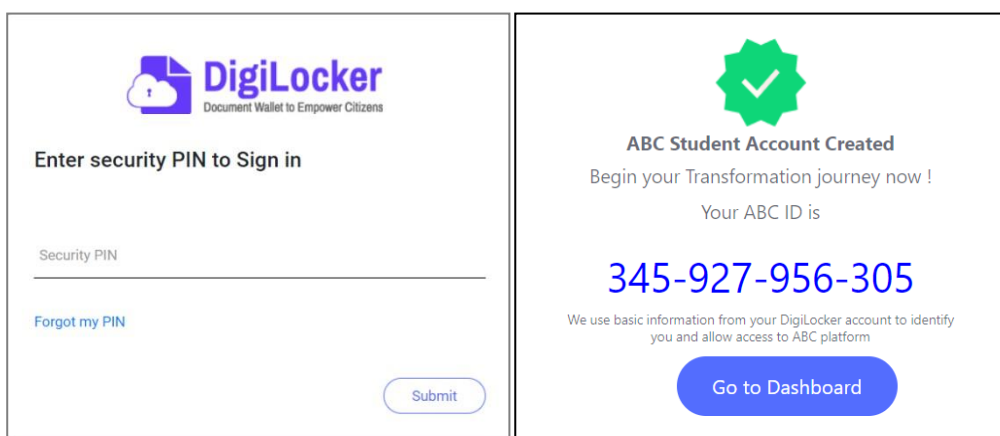 DigiLocker
Document Wallet to Empower Citizens
Enter security PIN to Sign in
Security PIN
Forgot my PIN
Submit
ABC Student Account Created
Begin your Transformation journey now !
Your ABC ID is
345-927-956-305
We use basic information from your DigiLocker account to identify
you and allow access to ABC platform
Go to Dashboard